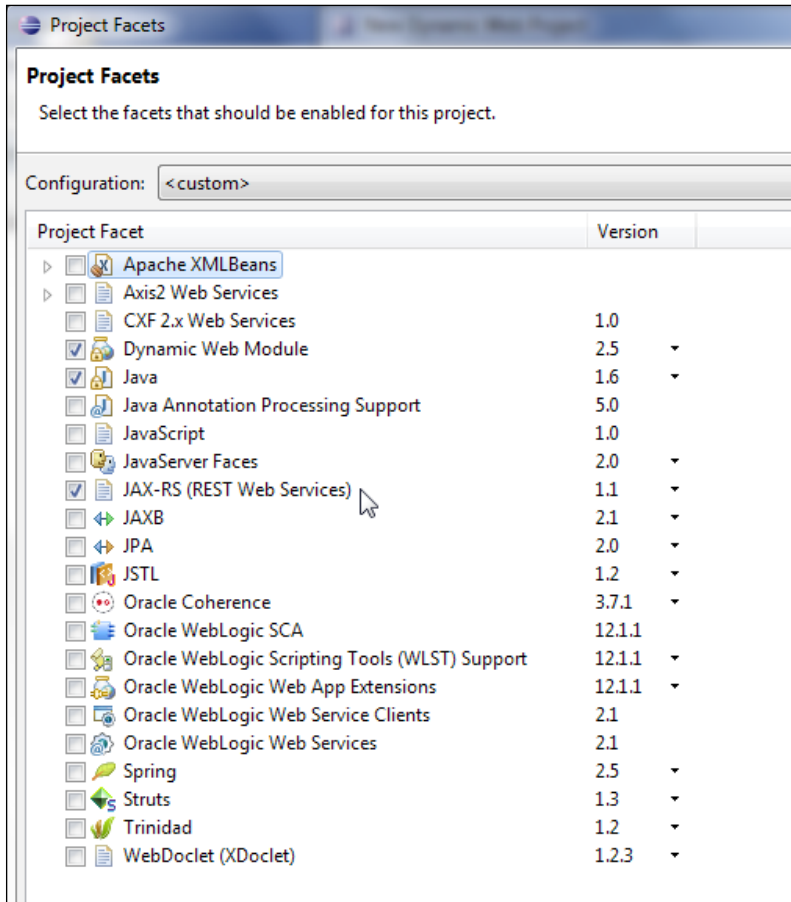 Project Facets
New Dynamic Web Project
Project Facets
Select the facets that should be enabled for this project.
Configuration: <custom>
Project Facet Version
Apache XMLBeans
Axis2 Web Services
CXF 2.x Web Services 1.0
Dynamic Web Module 2.5
Java 1.6
Java Annotation Processing Support 5.0
JavaScript 1.0
JavaServer Faces 2.0
JAX-RS (REST Web Services) 1.1
JAXB 2.1
JPA 2.0
JSTL 1.2
Oracle Coherence 3.7.1
Oracle WebLogic SCA 12.1.1
Oracle WebLogic Scripting Tools (WLST) Support 12.1.1
Oracle WebLogic Web App Extensions 12.1.1
Oracle WebLogic Web Service Clients 2.1
Oracle WebLogic Web Services 2.1
Spring 2.5
Struts 1.3
Trinidad 1.2
WebDoclet (XDoclet) 1.2.3